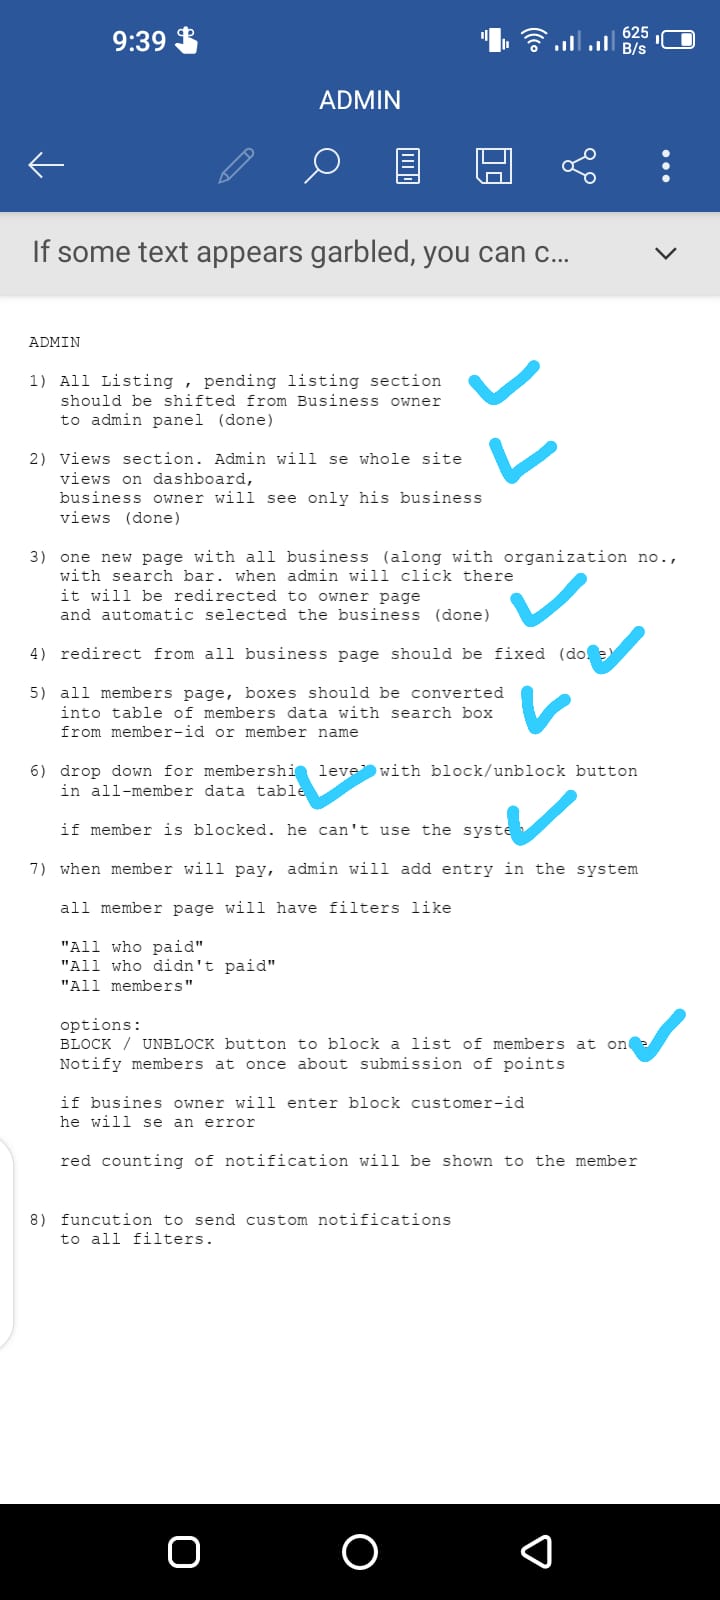 9:39
625
B/s
ADMIN
If some text appears garbled, you can c...
ADMIN
1) All Listing , pending listing section
should be shifted from Business owner
to admin panel (done)
2) Views section. Admin will se whole site
views on dashboard,
business owner will see only his business
views (done)
3) one new page with all business (along with organization no.,
with search bar. when admin will click there
it will be redirected to owner page
and automatic selected the business (done)
4) redirect from all business page should be fixed (done)
5) all members page, boxes should be converted
into table of members data with search box
from member-id or member name
6) drop down for membership level with block/unblock button
in all-member data table
if member is blocked. he can't use the system
7) when member will pay, admin will add entry in the system
all member page will have filters like
"All who paid"
"All who didn't paid"
"All members"
options:
BLOCK / UNBLOCK button to block a list of members at once
Notify members at once about submission of points
if busines owner will enter block customer-id
he will se an error
red counting of notification will be shown to the member
8) funcution to send custom notifications
to all filters.